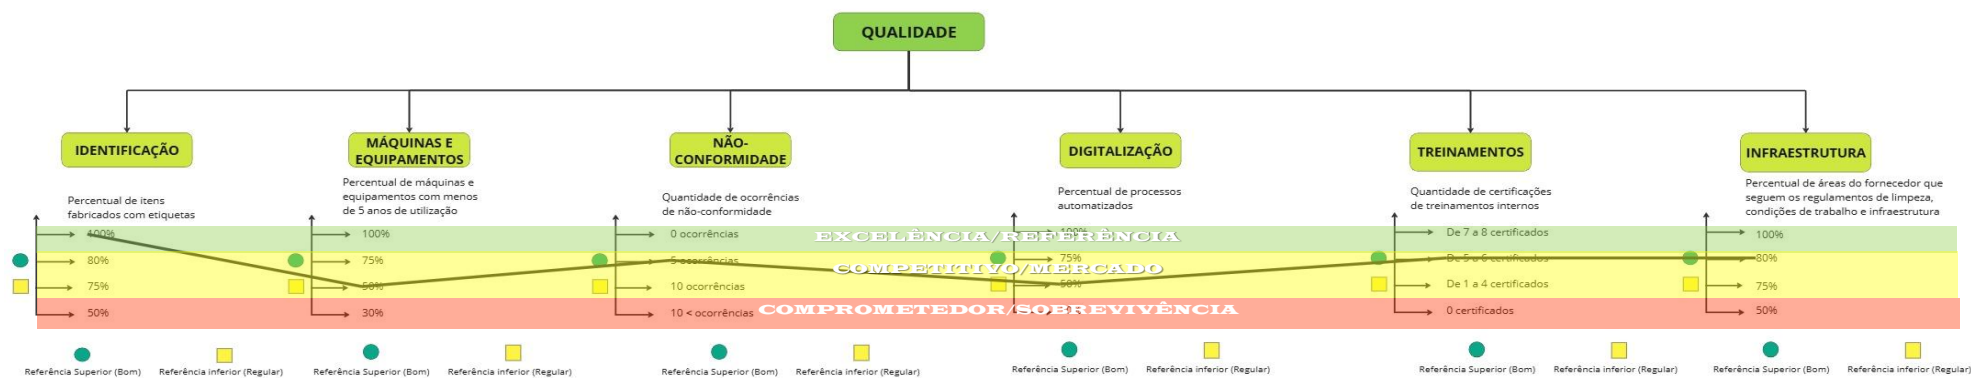 QUALIDADE
IDENTIFICAÇÃO
Percentual de itens
fabricados com etiquetas
100%
80%
75%
50%
Referência Superior (Bom)
Referência inferior (Regular)
MÁQUINAS E
EQUIPAMENTOS
Percentual de máquinas e
equipamentos com menos
de 5 anos de utilização
100%
75%
50%
30%
Referência Superior (Bom)
Referência inferior (Regular)
NÃO-
CONFORMIDADE
Quantidade de ocorrências
de não-conformidade
0 ocorrências
5 ocorrências
10 ocorrências
10 < ocorrências
Referência Superior (Bom)
Referência inferior (Regular)
EXCELÊNCIA/REFERÊNCIA
COMPETITIVO/MERCADO
COMPROMETEDOR/SOBREVIVÊNCIA
DIGITALIZAÇÃO
Percentual de processos
automatizados
100%
75%
50%
Referência Superior (Bom)
Referência inferior (Regular)
TREINAMENTOS
Quantidade de certificações
de treinamentos internos
De 7 a 8 certificados
De 5 a 6 certificados
De 1 a 4 certificados
0 certificados
Referência Superior (Bom)
Referência inferior (Regular)
INFRAESTRUTURA
Percentual de áreas do fornecedor que
seguem os regulamentos de limpeza,
condições de trabalho e infraestrutura
100%
80%
75%
50%
Referência Superior (Bom)
Referência inferior (Regular)